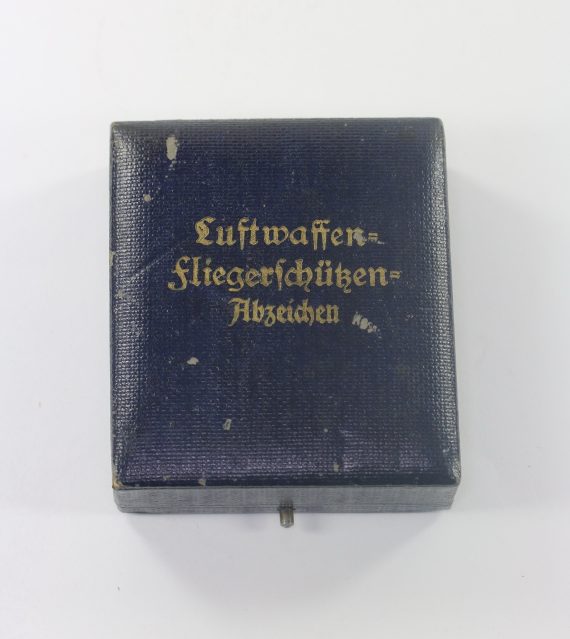 Luftwaffen=
Fliegerſchützen=
Abzeichen